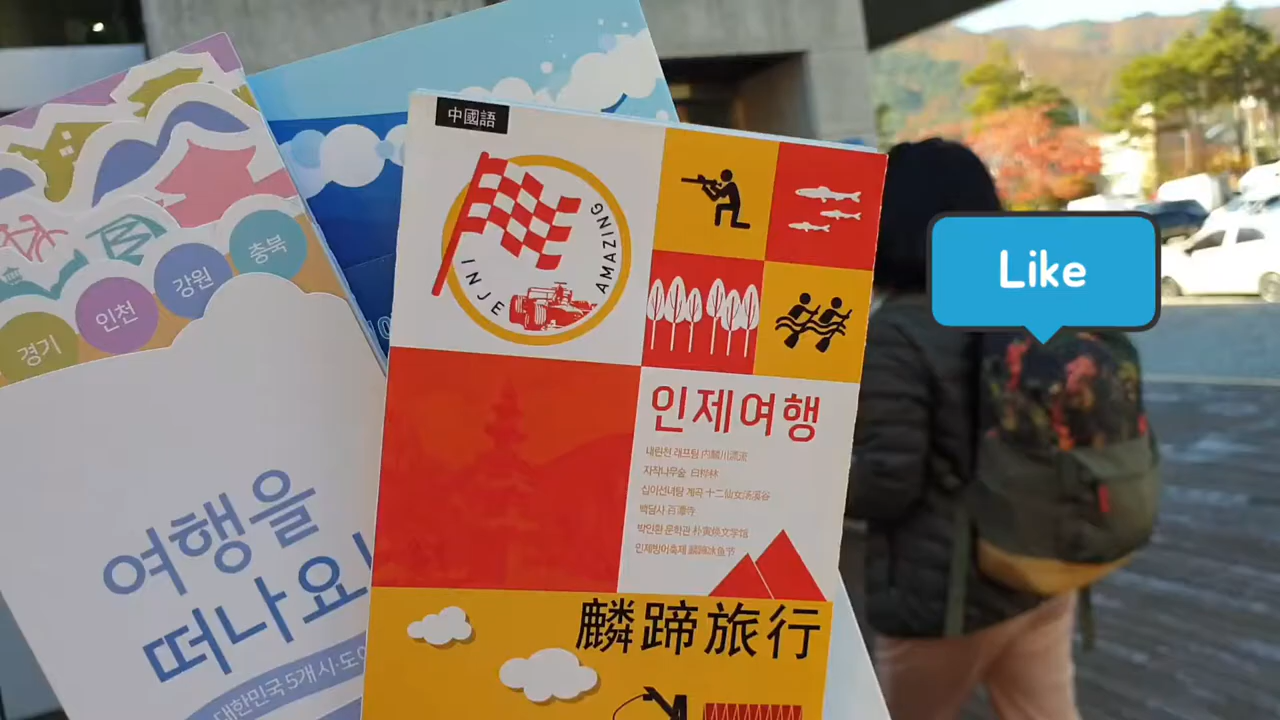 中國語
INJE
AMAZING
충북
강원
인천
경기
여행을
떠나요!
대한민국 5개 시·도
인제여행
내린천 래프팅 內麟川漂流
자작나무숲 白桦林
십이선녀탕 계곡 十二仙女汤溪谷
백담사 百潭寺
박인환 문학관 朴寅焕文学馆
인제빙어축제 麟蹄冰鱼节
麟蹄旅行
Like